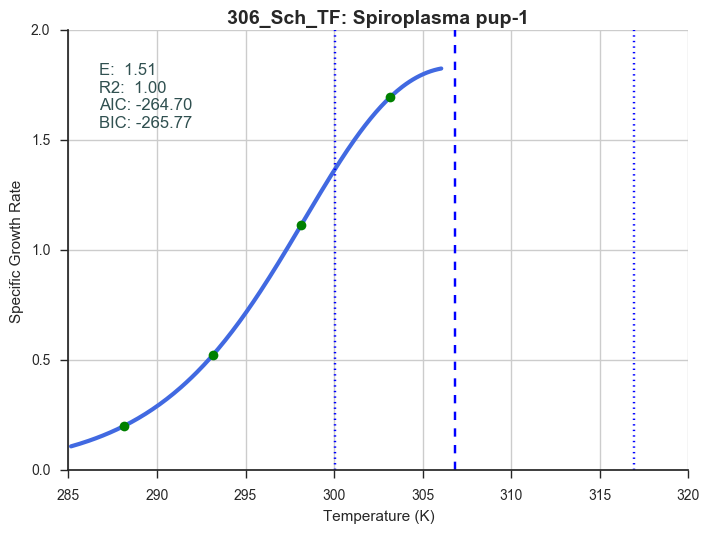 306_Sch_TF: Spiroplasma pup-1
E:  1.51
R2:  1.00
AIC: -264.70
BIC: -265.77
Specific Growth Rate
2.0
1.5
1.0
0.5
0.0
285 290 295 300 305 310 315 320
Temperature (K)